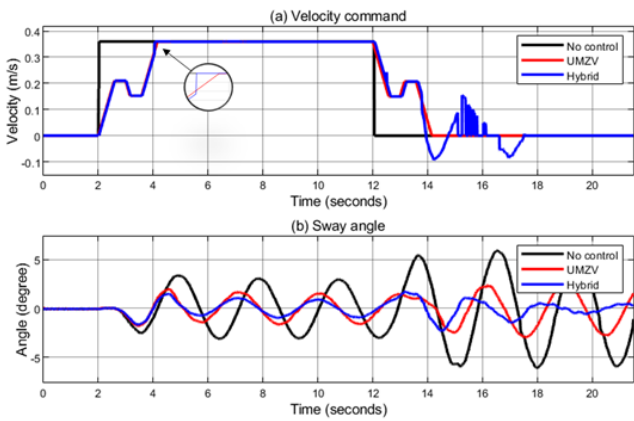 (a) Velocity command
0.4
0.3
0.2
0.1
0
-0.1
Velocity (m/s)
No control
UMZV
Hybrid
0 2 4 6 8 10 12 14 16 18 20
Time (seconds)
(b) Sway angle
5
0
-5
Angle (degree)
No control
UMZV
Hybrid
0 2 4 6 8 10 12 14 16 18 20
Time (seconds)